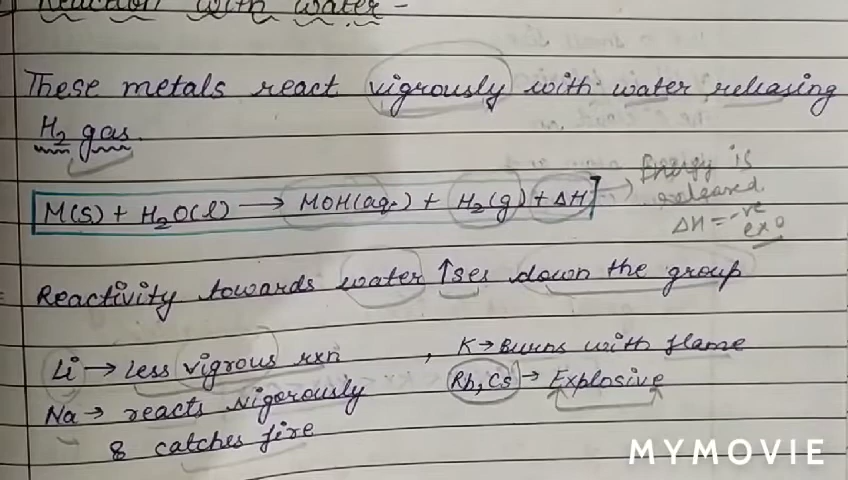 Reaction with water -
These metals react vigrously with water releasing
H₂ gas.
M(s) + H₂O(l) → MOH(aq.) + H₂(g) + ΔH → Energy is
released.
ΔH = -ve
exo
Reactivity towards water ↑ses down the group
Li → Less vigrous rxn , K → Burns with flame
Na → reacts vigorously Rb, Cs → Explosive
& catches fire
MYMOVIE